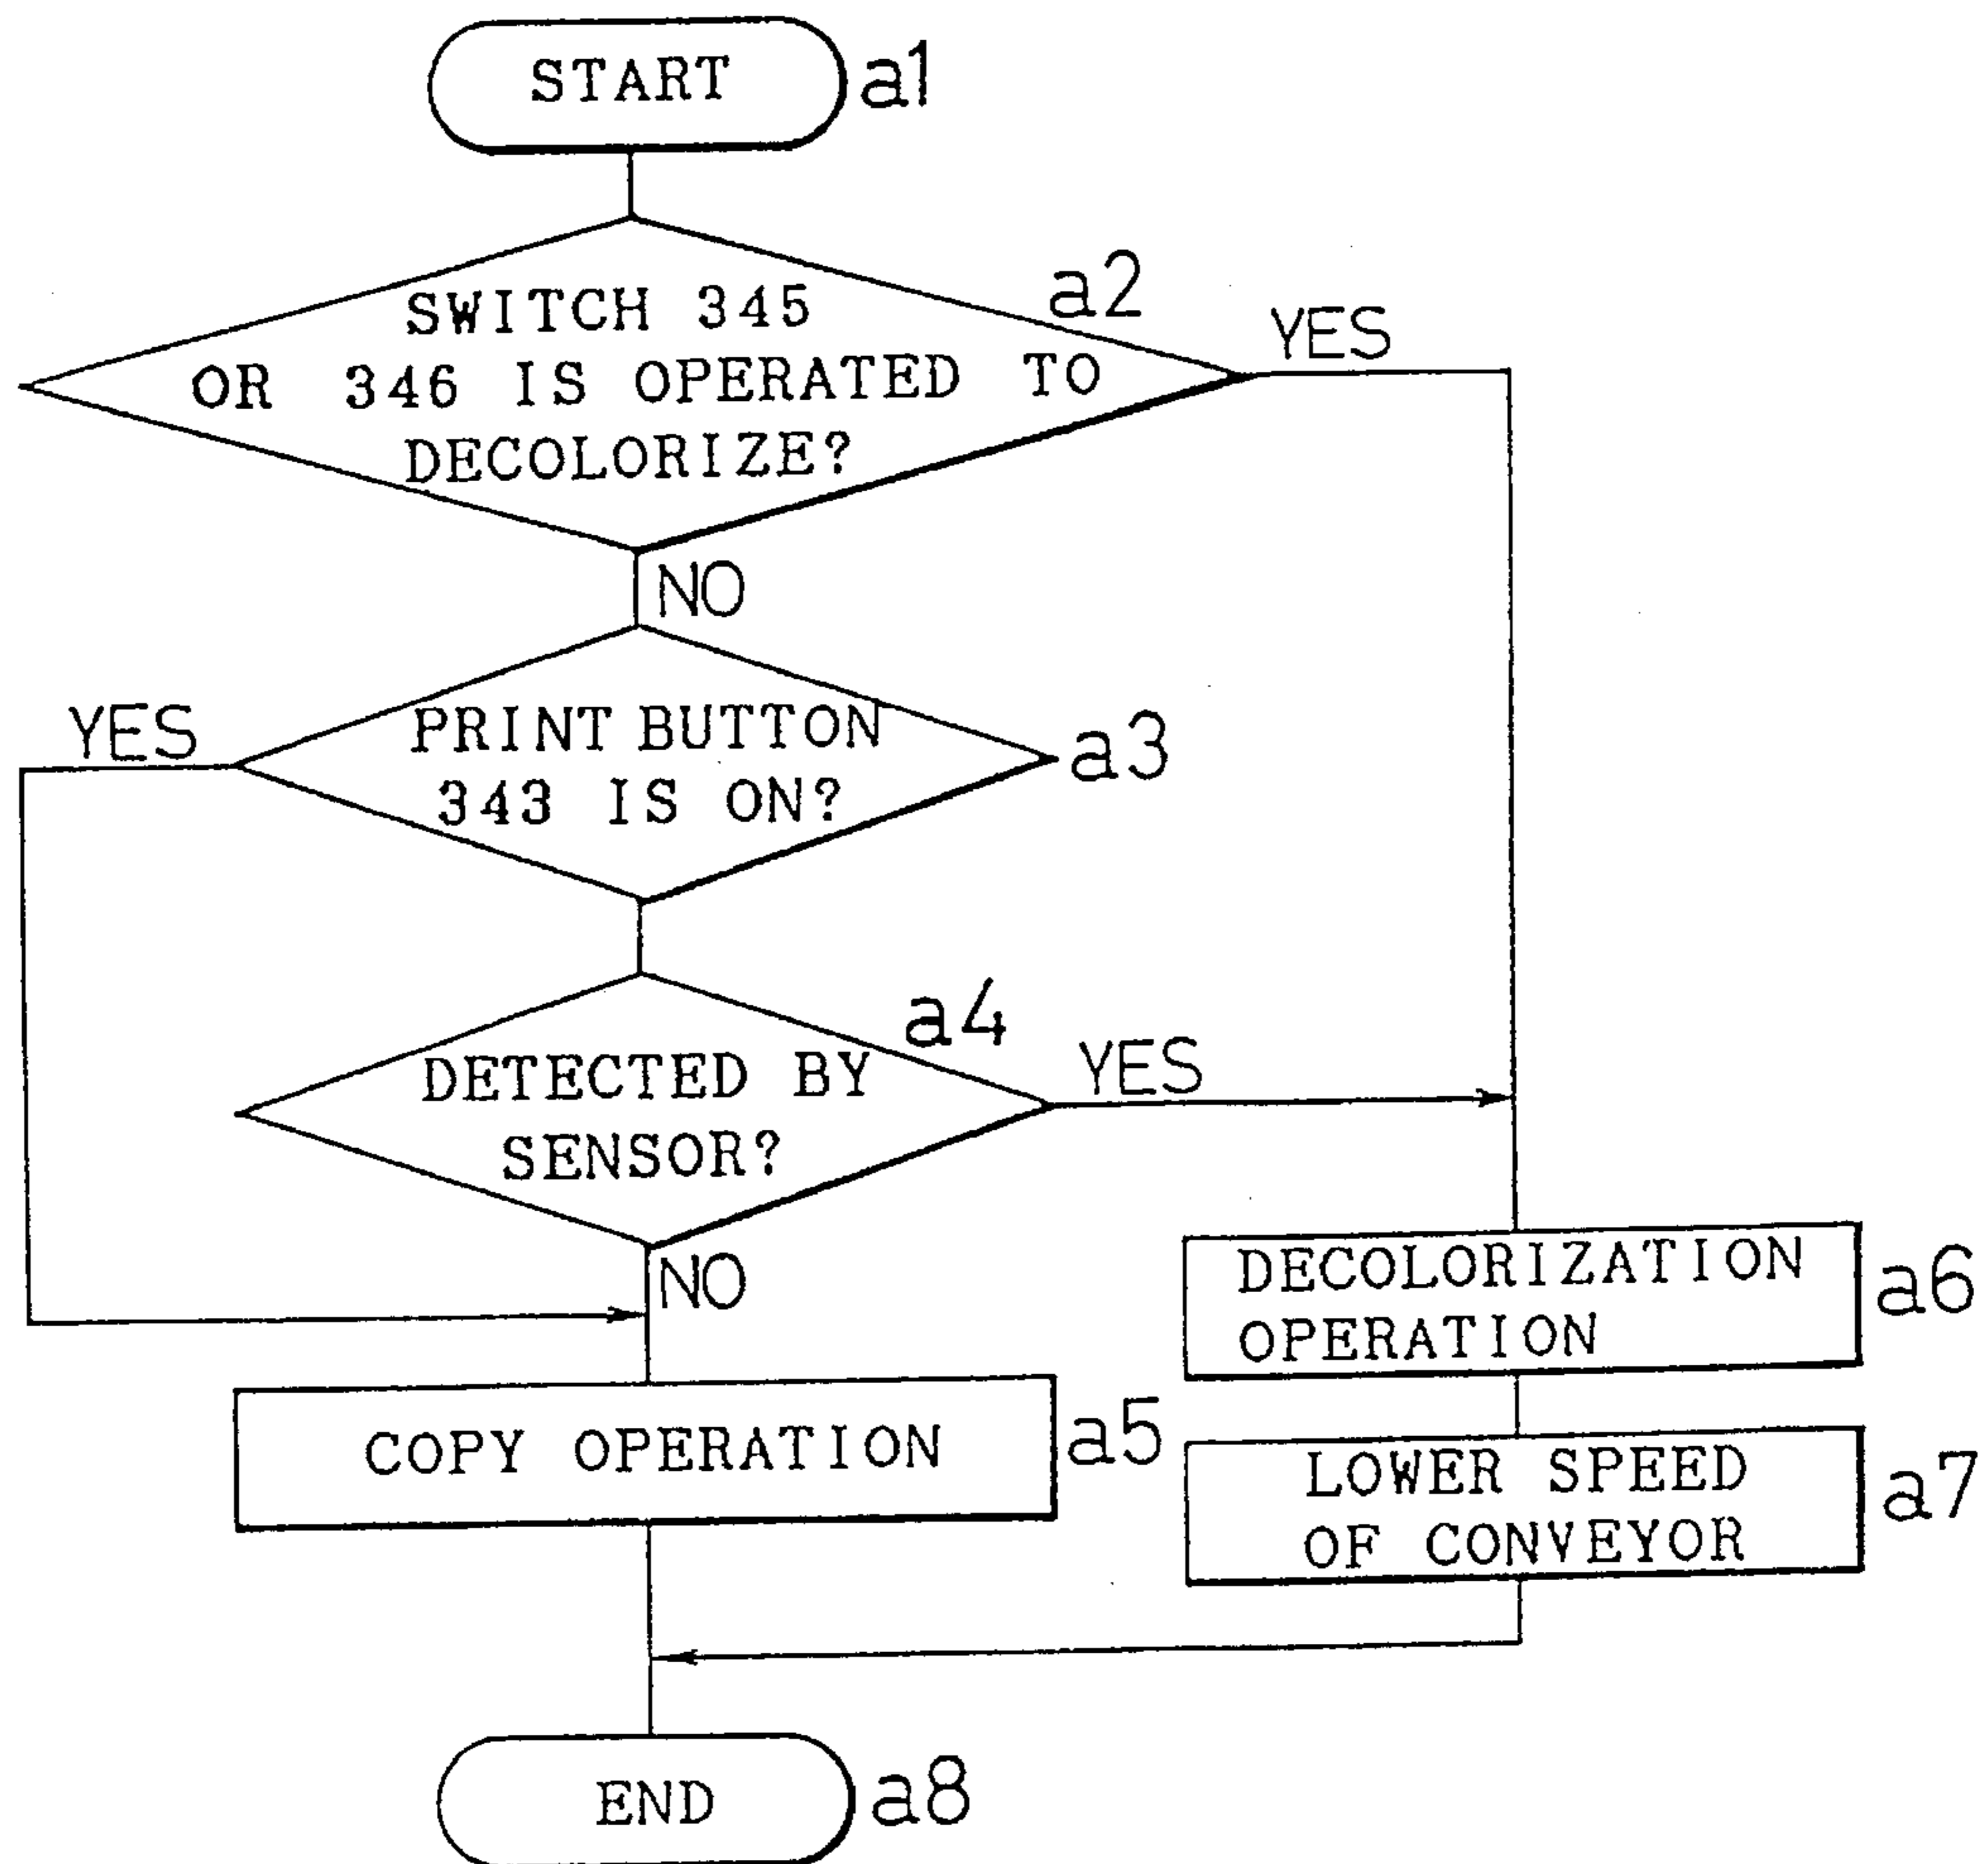 START
a1
SWITCH 345
OR 346 IS OPERATED TO
DECOLORIZE?
a2
YES
NO
PRINT BUTTON
343 IS ON?
a3
YES
DETECTED BY
SENSOR?
a4
YES
NO
COPY OPERATION
a5
DECOLORIZATION
OPERATION
a6
LOWER SPEED
OF CONVEYOR
a7
END
a8